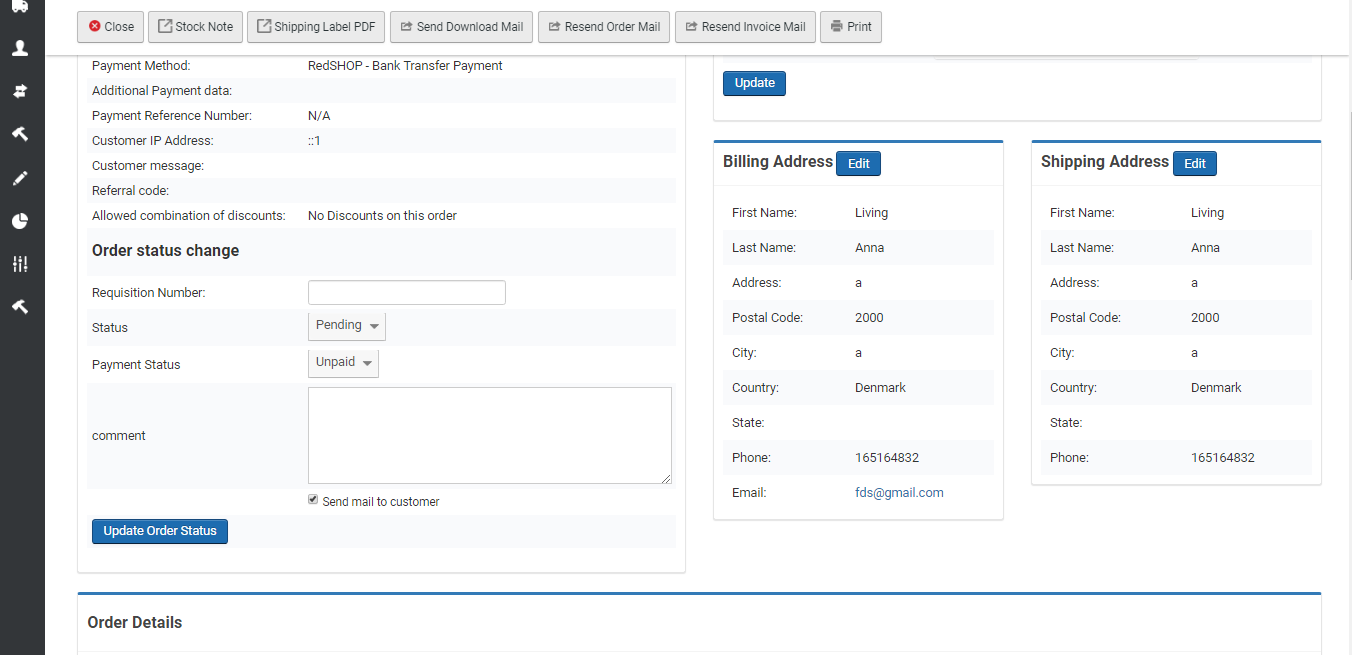 Close Stock Note Shipping Label PDF Send Download Mail Resend Order Mail Resend Invoice Mail Print
Payment Method: RedSHOP - Bank Transfer Payment
Additional Payment data:
Payment Reference Number: N/A
Customer IP Address: ::1
Customer message:
Referral code:
Allowed combination of discounts: No Discounts on this order
Order status change
Requisition Number:
Status Pending
Payment Status Unpaid
comment
Send mail to customer
Update Order Status
Update
Billing Address Edit
First Name: Living
Last Name: Anna
Address: a
Postal Code: 2000
City: a
Country: Denmark
State:
Phone: 165164832
Email: fds@gmail.com
Shipping Address Edit
First Name: Living
Last Name: Anna
Address: a
Postal Code: 2000
City: a
Country: Denmark
State:
Phone: 165164832
Order Details